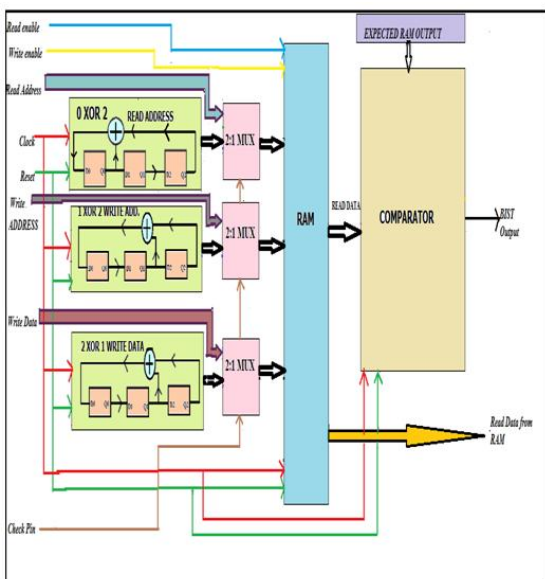 Read enable
Write enable
Read Address
Clock
Reset
Write
ADDRESS
Write Data
Check Pin
0 XOR 2
READ ADDRESS
1 XOR 2 WRITE ADD.
2 XOR 1 WRITE DATA
2:1 MUX
2:1 MUX
2:1 MUX
RAM
READ DATA
EXPECTED RAM OUTPUT
COMPARATOR
BIST
Output
Read Data from
RAM